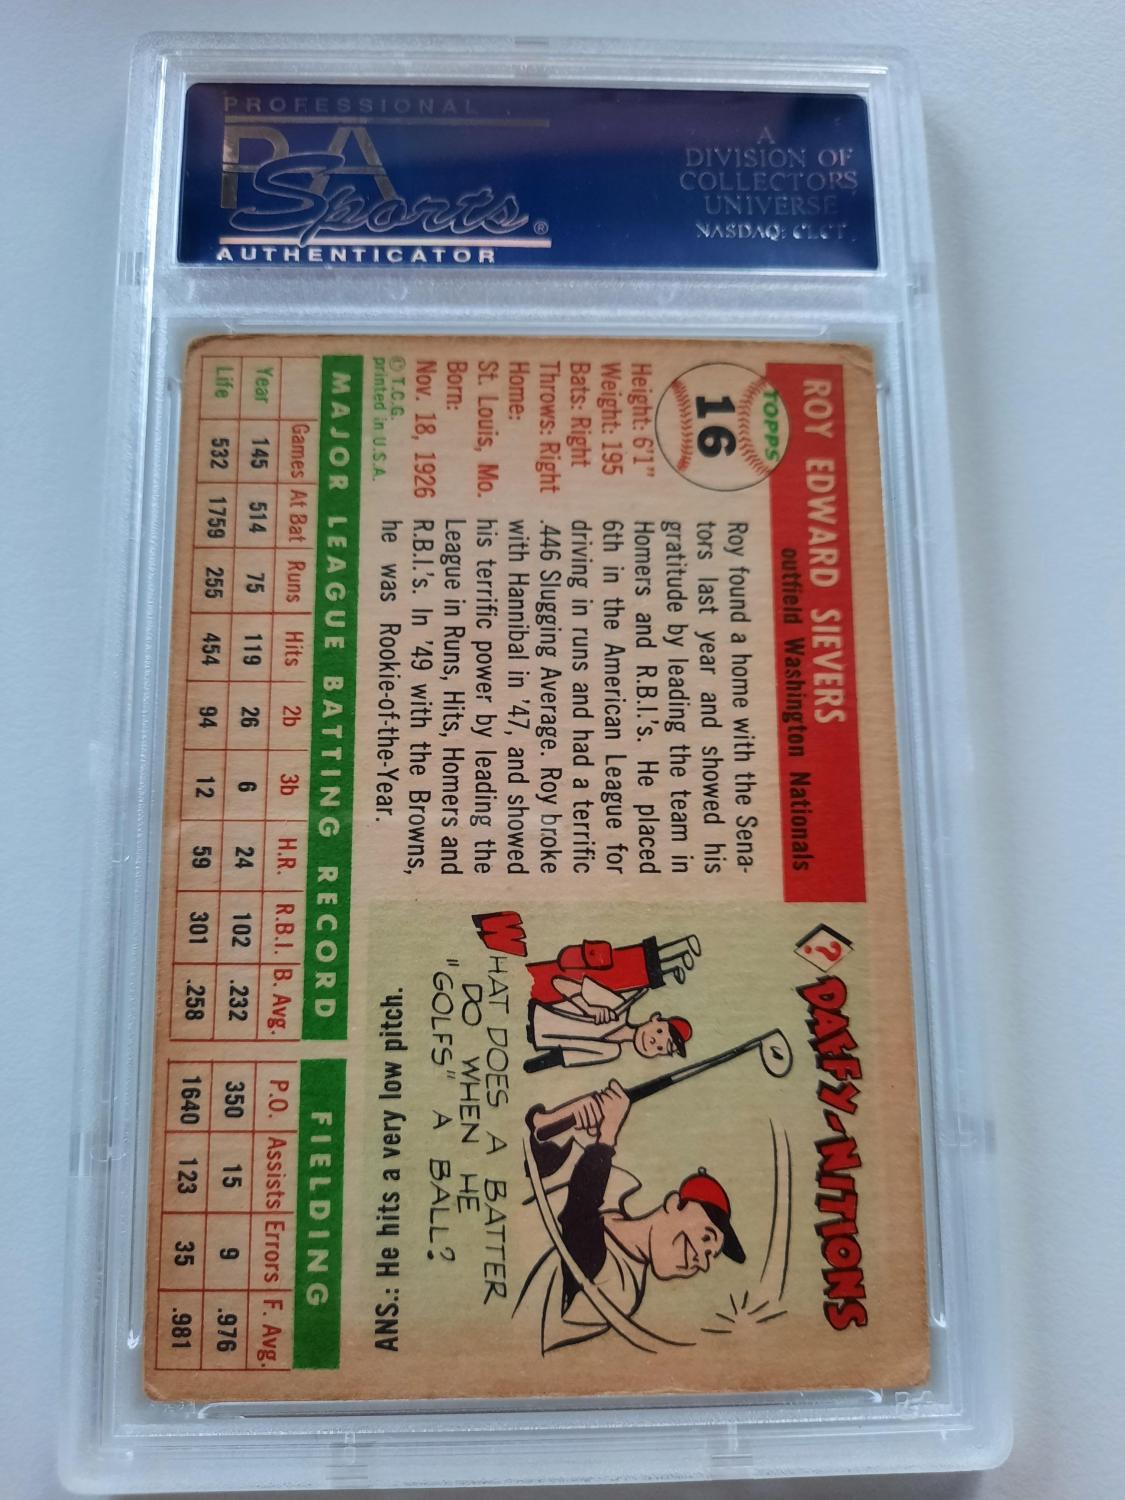 PROFESSIONAL
PSA
Sports®
AUTHENTICATOR
A
DIVISION OF
COLLECTORS
UNIVERSE
NASDAQ: CLCT
TOPPS
16
ROY EDWARD SIEVERS
outfield Washington Nationals
Height: 6'1"
Weight: 195
Bats: Right
Throws: Right
Home:
St. Louis, Mo.
Born:
Nov. 18, 1926
© T.C.G.
printed in U.S.A.
Roy found a home with the Sena-
tors last year and showed his
gratitude by leading the team in
Homers and R.B.I.'s. He placed
6th in the American League for
driving in runs and had a terrific
.446 Slugging Average. Roy broke
with Hannibal in '47, and showed
his terrific power by leading the
League in Runs, Hits, Homers and
R.B.I.'s. In '49 with the Browns,
he was Rookie-of-the-Year.
? DAFFY-NITIONS
WHAT DOES A BATTER
DO WHEN HE
"GOLFS" A BALL?
ANS.: He hits a very low pitch.
MAJOR LEAGUE BATTING RECORD FIELDING
Games At Bat Runs Hits 2b 3b H.R. R.B.I. B. Avg. P.O. Assists Errors F. Avg.
Year 145 514 75 119 26 6 24 102 .232 350 15 9 .976
Life 532 1759 255 454 94 12 59 301 .258 1640 123 35 .981